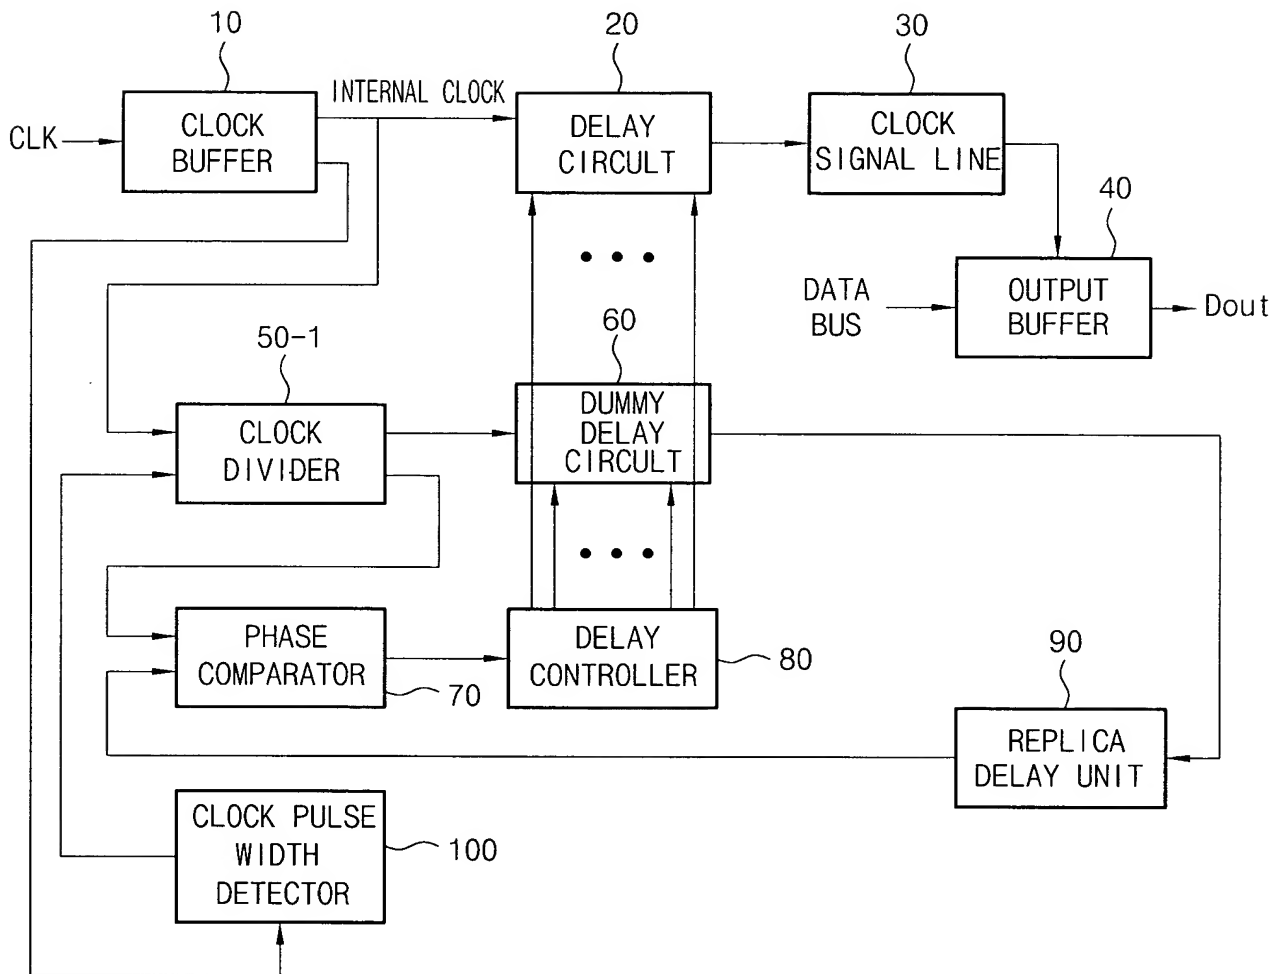 10
20
30
INTERNAL CLOCK
CLK
CLOCK
BUFFER
DELAY
CIRCULT
CLOCK
SIGNAL LINE
40
DATA
BUS
OUTPUT
BUFFER
Dout
60
50-1
CLOCK
DIVIDER
DUMMY
DELAY
CIRCULT
PHASE
COMPARATOR
70
DELAY
CONTROLLER
80
90
REPLICA
DELAY UNIT
CLOCK PULSE
WIDTH
DETECTOR
100